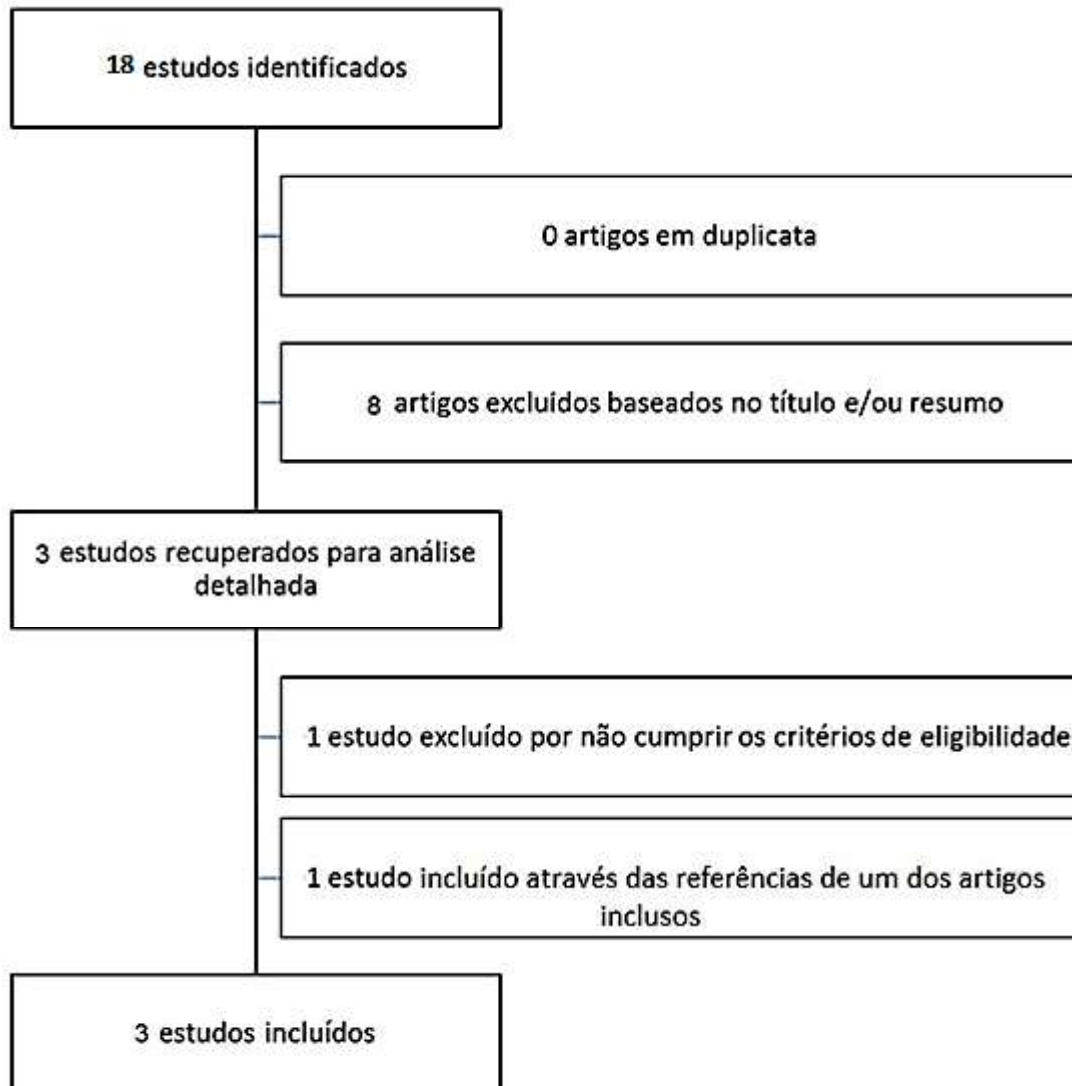 18 estudos identificados
0 artigos em duplicata
8 artigos excluídos baseados no título e/ou resumo
3 estudos recuperados para análise
detalhada
1 estudo excluído por não cumprir os critérios de eligibilidade
1 estudo incluído através das referências de um dos artigos
inclusos
3 estudos incluídos